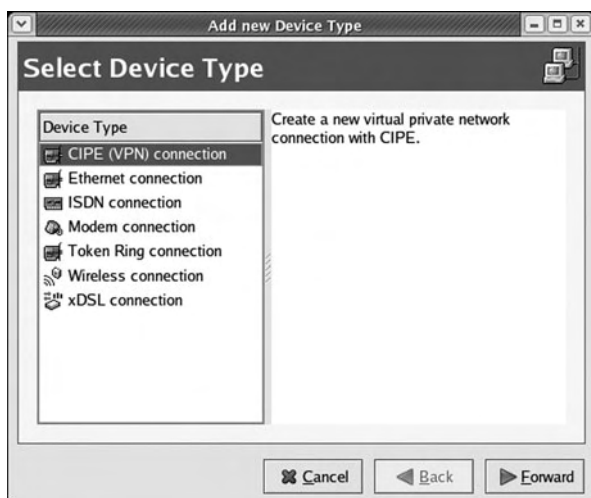 Add new Device Type
Select Device Type
Device Type
CIPE (VPN) connection
Ethernet connection
ISDN connection
Modem connection
Token Ring connection
Wireless connection
xDSL connection
Create a new virtual private network
connection with CIPE.
Cancel
Back
Forward